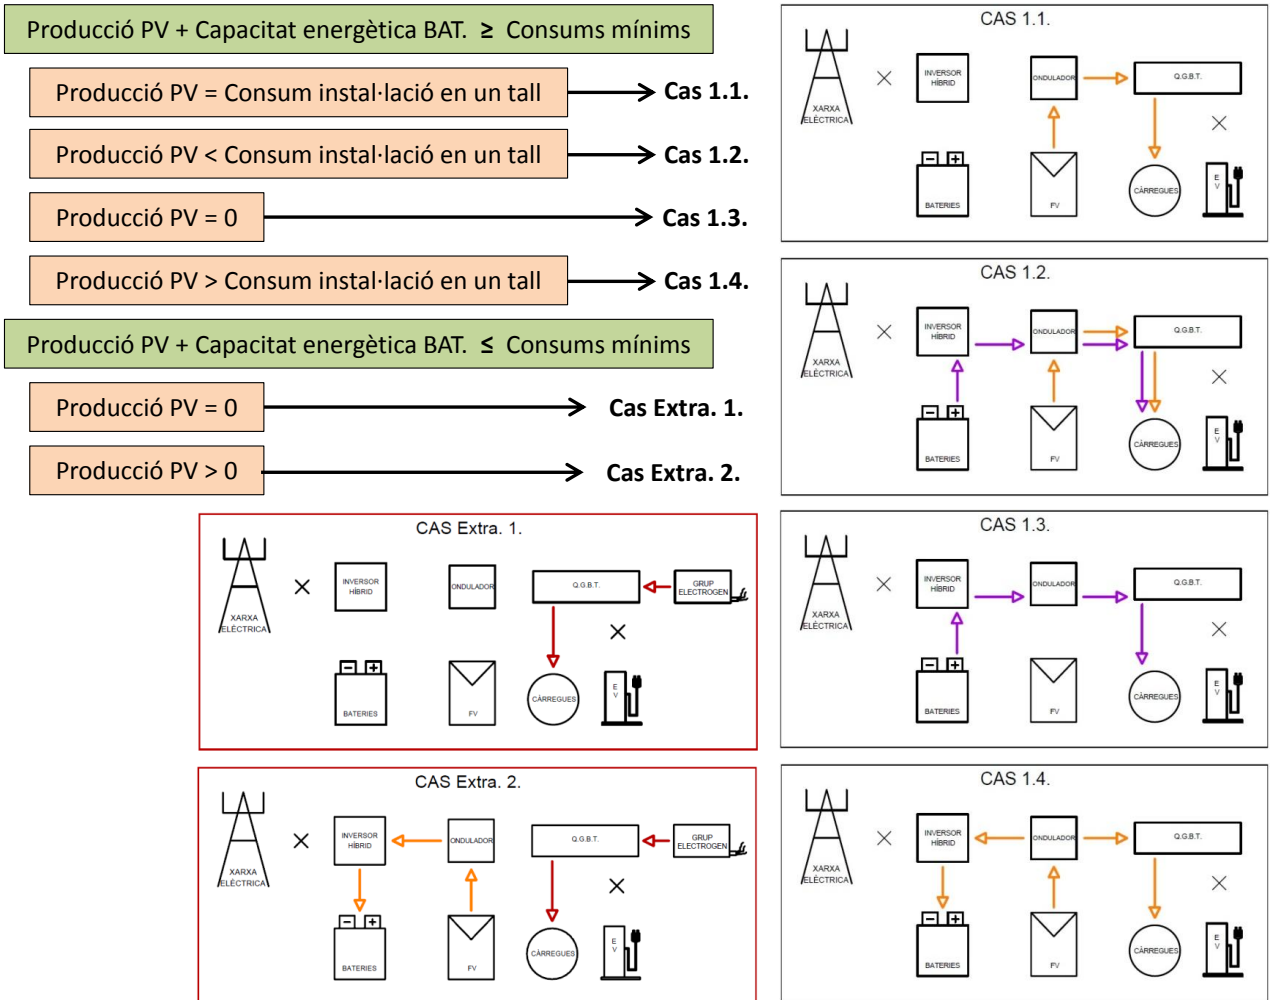 Producció PV + Capacitat energètica BAT. ≥ Consums mínims
Producció PV = Consum instal·lació en un tall
Cas 1.1.
Producció PV < Consum instal·lació en un tall
Cas 1.2.
Producció PV = 0
Cas 1.3.
Producció PV > Consum instal·lació en un tall
Cas 1.4.
Producció PV + Capacitat energètica BAT. ≤ Consums mínims
Producció PV = 0
Cas Extra. 1.
Producció PV > 0
Cas Extra. 2.
CAS 1.1.
XARXA
ELÈCTRICA
INVERSOR
HÍBRID
ONDULADOR
Q.G.B.T.
BATERIES
FV
CÀRREGUES
E
V
CAS 1.2.
XARXA
ELÈCTRICA
INVERSOR
HÍBRID
ONDULADOR
Q.G.B.T.
BATERIES
FV
CÀRREGUES
E
V
CAS Extra. 1.
XARXA
ELÈCTRICA
INVERSOR
HÍBRID
ONDULADOR
Q.G.B.T.
GRUP
ELECTROGEN
BATERIES
FV
CÀRREGUES
E
V
CAS 1.3.
XARXA
ELÈCTRICA
INVERSOR
HÍBRID
ONDULADOR
Q.G.B.T.
BATERIES
FV
CÀRREGUES
E
V
CAS Extra. 2.
XARXA
ELÈCTRICA
INVERSOR
HÍBRID
ONDULADOR
Q.G.B.T.
GRUP
ELECTROGEN
BATERIES
FV
CÀRREGUES
E
V
CAS 1.4.
XARXA
ELÈCTRICA
INVERSOR
HÍBRID
ONDULADOR
Q.G.B.T.
BATERIES
FV
CÀRREGUES
E
V